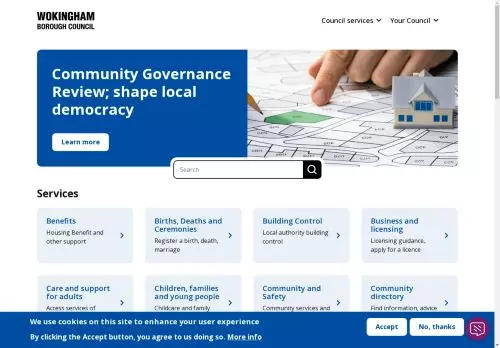 WOKINGHAM
BOROUGH COUNCIL
Council services
Your Council
Community Governance
Review; shape local
democracy
Learn more
Search
Services
Benefits
Housing Benefit and
other support
Births, Deaths and
Ceremonies
Register a birth, death,
marriage
Building Control
Local authority building
control
Business and
licensing
Licensing guidance,
apply for a licence
Care and support
for adults
Access services of
Children, families
and young people
Childcare and family
Community and
Safety
Community services and
Community
directory
Find information, advice
We use cookies on this site to enhance your user experience
By clicking the Accept button, you agree to us doing so. More info
Accept
No, thanks